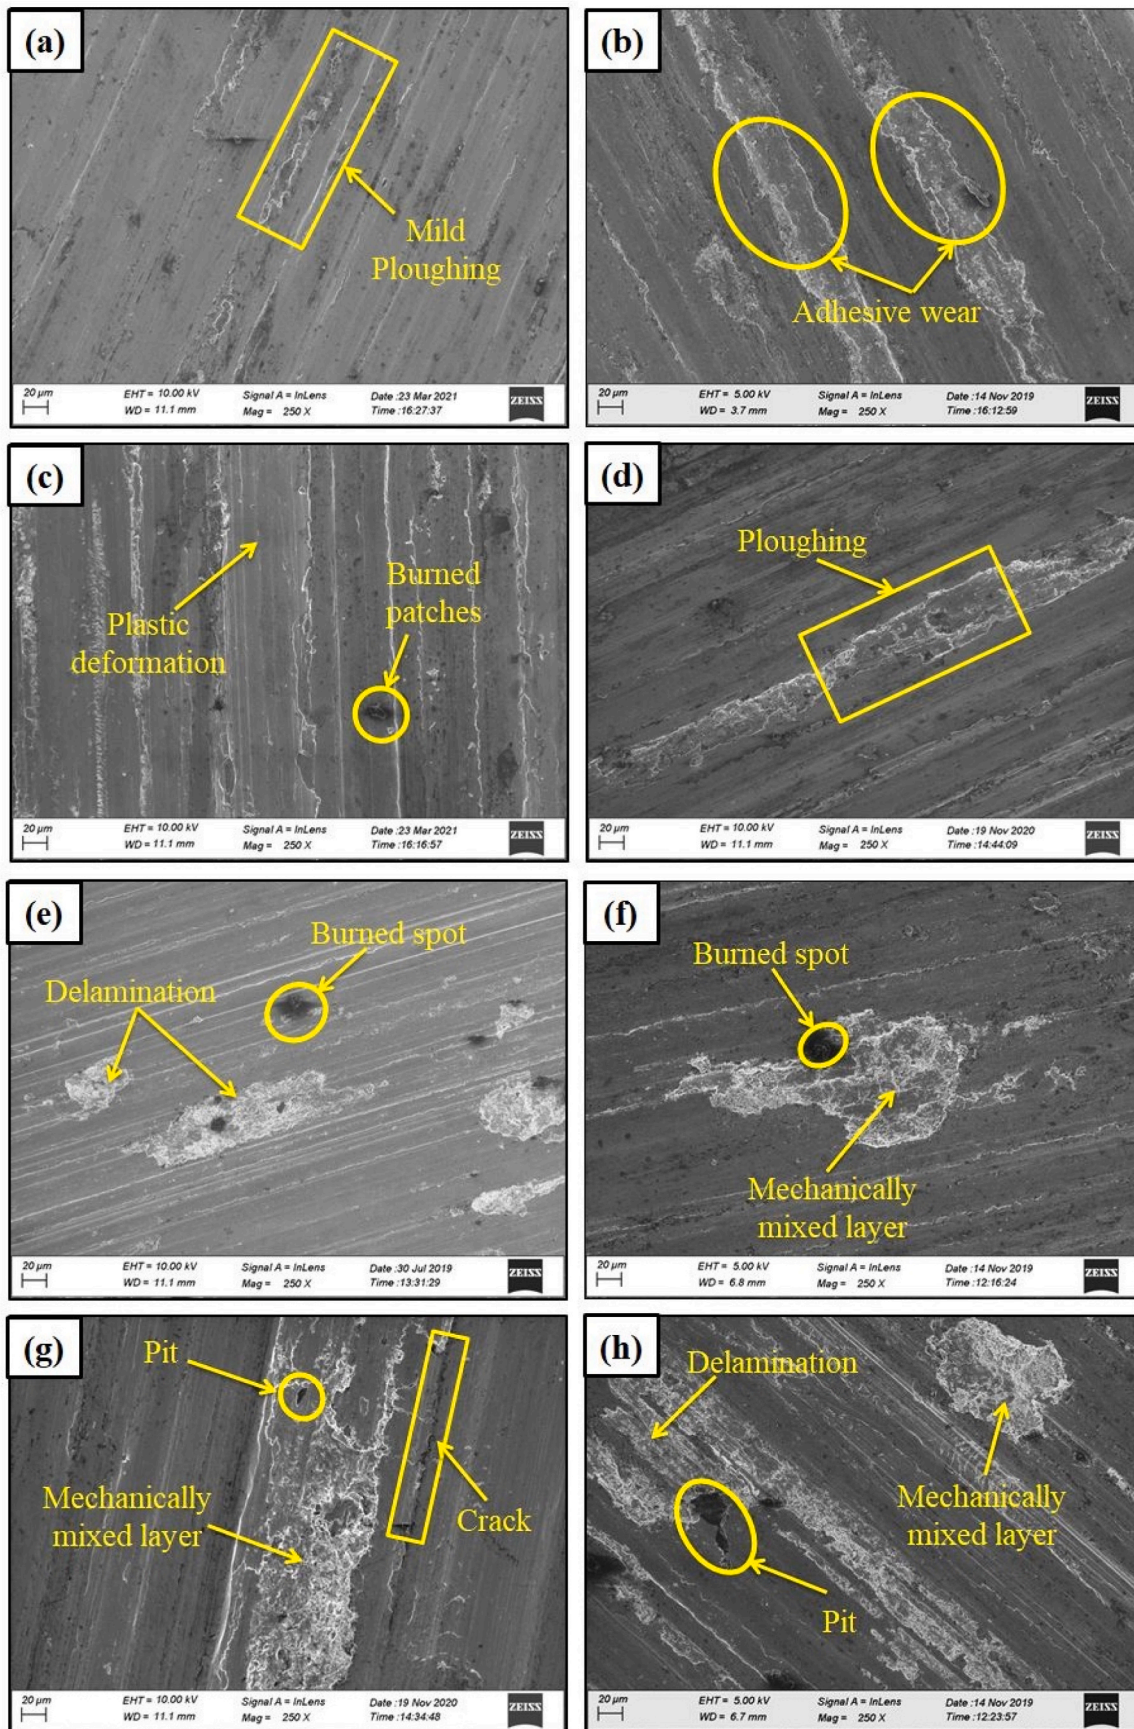 (a)
Mild
Ploughing
20 µm
EHT = 10.00 kV
Signal A = InLens
Date :23 Mar 2021
WD = 11.1 mm
Mag = 250 X
Time :16:27:37
ZEISS
(b)
Adhesive wear
20 µm
EHT = 5.00 kV
Signal A = InLens
Date :14 Nov 2019
WD = 3.7 mm
Mag = 250 X
Time :16:12:59
ZEISS
(c)
Burned
patches
Plastic
deformation
20 µm
EHT = 10.00 kV
Signal A = InLens
Date :23 Mar 2021
WD = 11.1 mm
Mag = 250 X
Time :16:16:57
ZEISS
(d)
Ploughing
20 µm
EHT = 10.00 kV
Signal A = InLens
Date :19 Nov 2020
WD = 11.1 mm
Mag = 250 X
Time :14:44:09
ZEISS
(e)
Burned spot
Delamination
20 µm
EHT = 10.00 kV
Signal A = InLens
Date :30 Jul 2019
WD = 11.1 mm
Mag = 250 X
Time :13:31:29
ZEISS
(f)
Burned spot
Mechanically
mixed layer
20 µm
EHT = 5.00 kV
Signal A = InLens
Date :14 Nov 2019
WD = 6.8 mm
Mag = 250 X
Time :12:16:24
ZEISS
(g)
Pit
Mechanically
mixed layer
Crack
20 µm
EHT = 10.00 kV
Signal A = InLens
Date :19 Nov 2020
WD = 11.1 mm
Mag = 250 X
Time :14:34:48
ZEISS
(h)
Delamination
Mechanically
mixed layer
Pit
20 µm
EHT = 5.00 kV
Signal A = InLens
Date :14 Nov 2019
WD = 6.7 mm
Mag = 250 X
Time :12:23:57
ZEISS